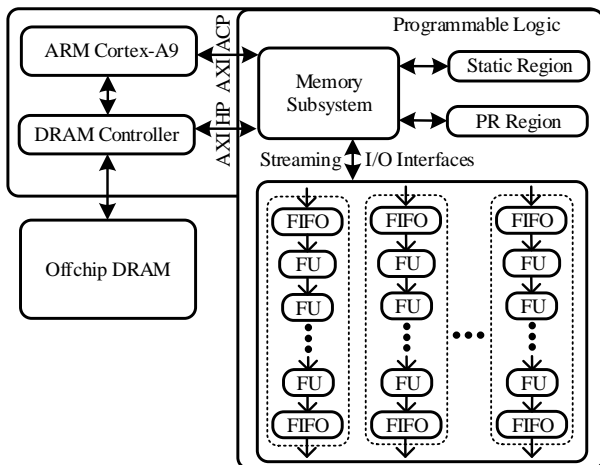 Programmable Logic
ARM Cortex-A9
AXI ACP
Memory
Subsystem
Static Region
DRAM Controller
AXI HP
PR Region
Streaming I/O Interfaces
Offchip DRAM
FIFO FIFO FIFO
FU FU FU
FU FU FU
FU FU FU
FIFO FIFO FIFO